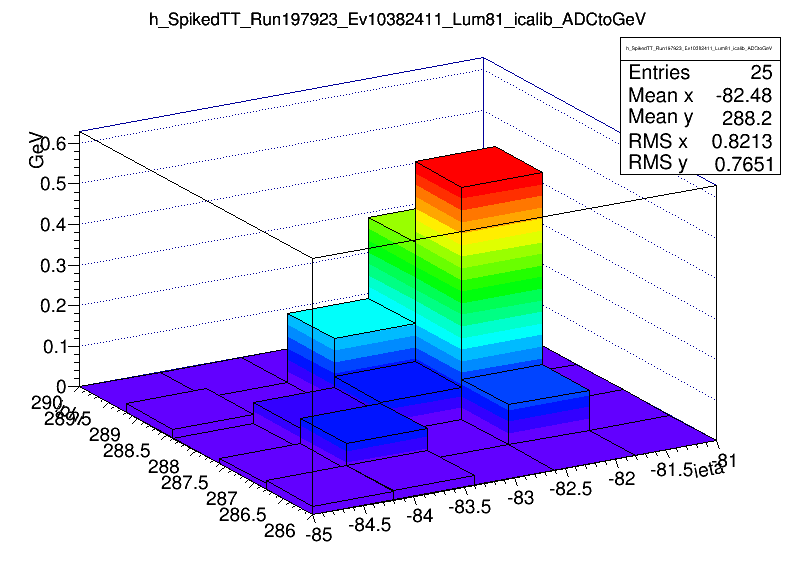 h_SpikedTT_Run197923_Ev10382411_Lum81_icalib_ADCtoGeV
h_SpikedTT_Run197923_Ev10382411_Lum81_icalib_ADCtoGeV
Entries 25
Mean x -82.48
Mean y 288.2
RMS x 0.8213
RMS y 0.7651
GeV
0.6
0.5
0.4
0.3
0.2
0.1
0
290
289.5
289
288.5
288
287.5
287
286.5
286
-85
-84.5
-84
-83.5
-83
-82.5
-82
-81.5
ieta
-81